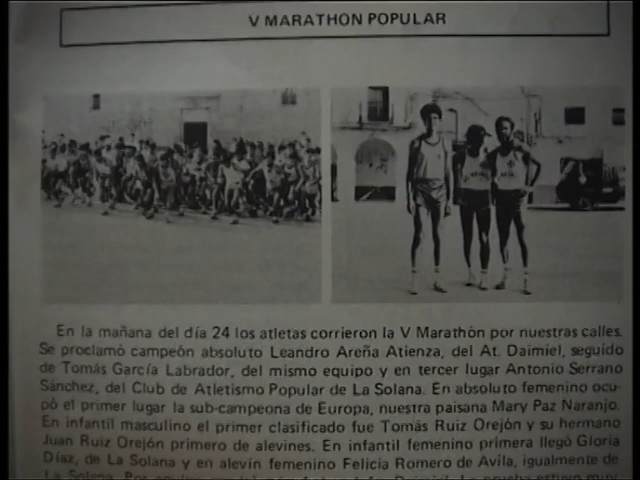 V MARATHON POPULAR
En la mañana del día 24 los atletas corrieron la V Marathón por nuestras calles.
Se proclamó campeón absoluto Leandro Areña Atienza, del At. Daimiel, seguido
de Tomás García Labrador, del mismo equipo y en tercer lugar Antonio Serrano
Sánchez, del Club de Atletismo Popular de La Solana. En absoluto femenino ocu-
pó el primer lugar la sub-campeona de Europa, nuestra paisana Mary Paz Naranjo.
En infantil masculino el primer clasificado fue Tomás Ruiz Orejón y su hermano
Juan Ruiz Orejón primero de alevines. En infantil femenino primera llegó Gloria
Díaz, de La Solana y en alevín femenino Felicia Romero de Avila, igualmente de
La Solana. Por